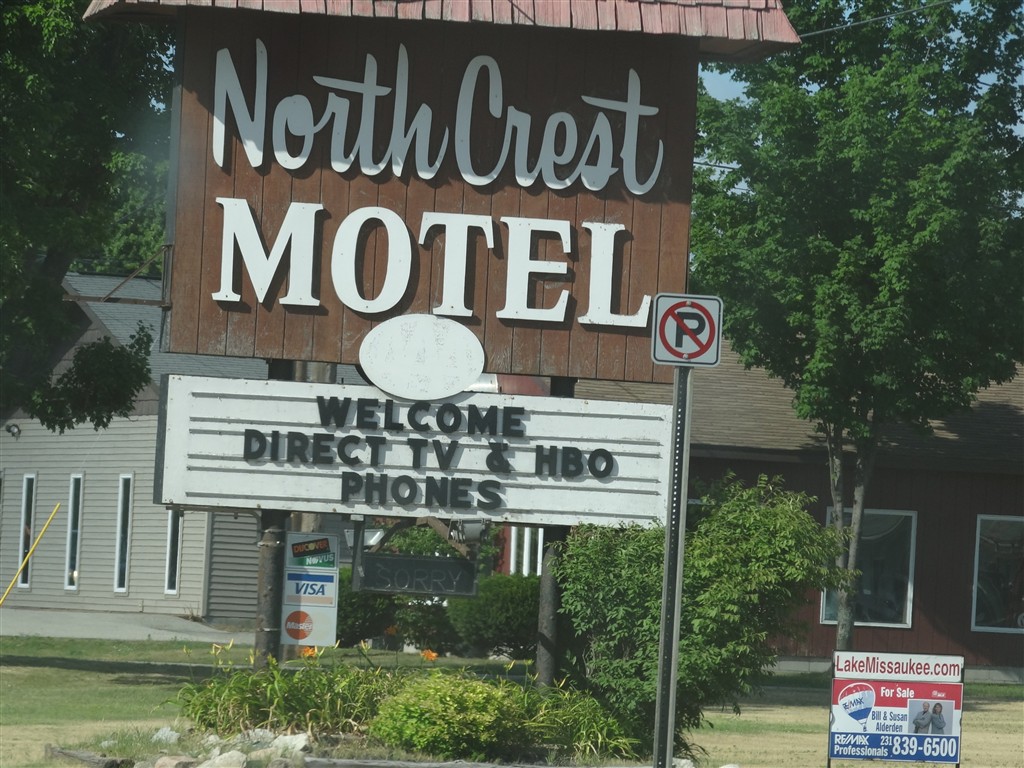 North Crest
MOTEL
P
WELCOME
DIRECT TV & HBO
PHONES
DISCOVER
NOVUS
VISA
MasterCard
SORRY
LakeMissaukee.com
For Sale
RE/MAX
Bill & Susan
Alderden
RE/MAX
Professionals
231 839-6500